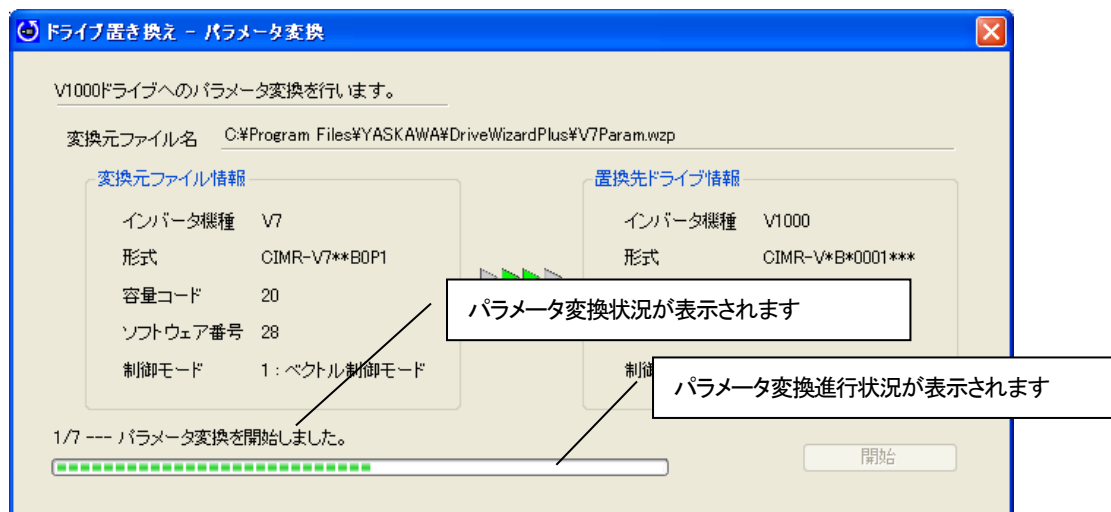 ドライブ置き換え － パラメータ変換
V1000ドライブへのパラメータ変換を行います。
変換元ファイル名 C:¥Program Files¥YASKAWA¥DriveWizardPlus¥V7Param.wzp
変換元ファイル情報
インバータ機種 V7
形式 CIMR-V7**B0P1
容量コード 20
ソフトウェア番号 28
制御モード 1：ベクトル制御モード
置換先ドライブ情報
インバータ機種 V1000
形式 CIMR-V*B*0001***
制御
パラメータ変換状況が表示されます
パラメータ変換進行状況が表示されます
1/7 --- パラメータ変換を開始しました。
開始